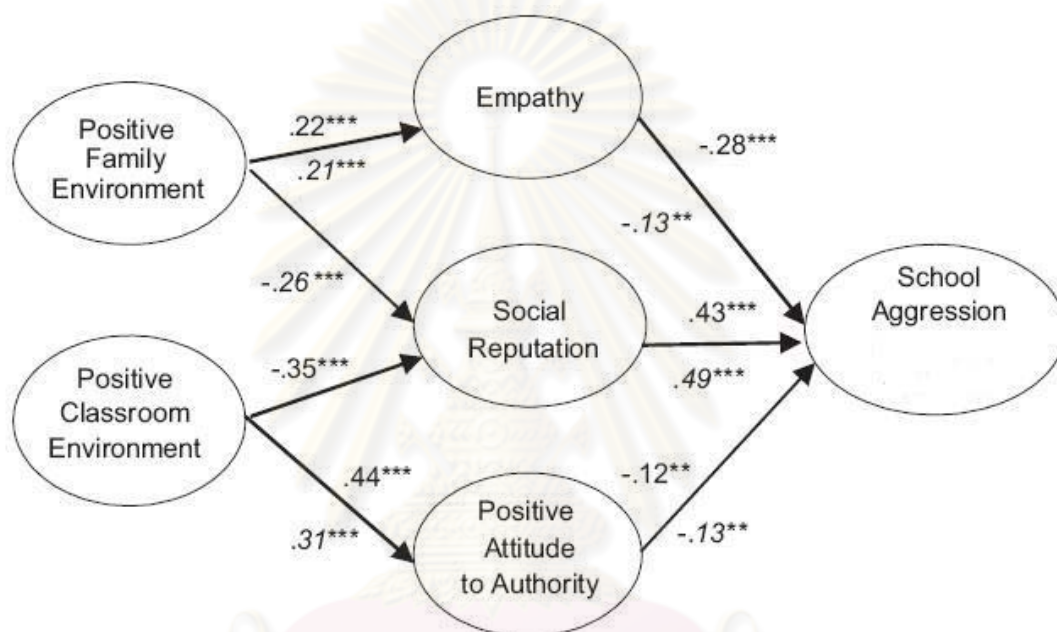 Empathy
Positive
Family
Environment
.22***
.21***
-.26***
-.28***
-.13**
Social
Reputation
School
Aggression
.43***
.49***
Positive
Classroom
Environment
-.35***
.44***
.31***
Positive
Attitude
to Authority
-.12**
-.13**